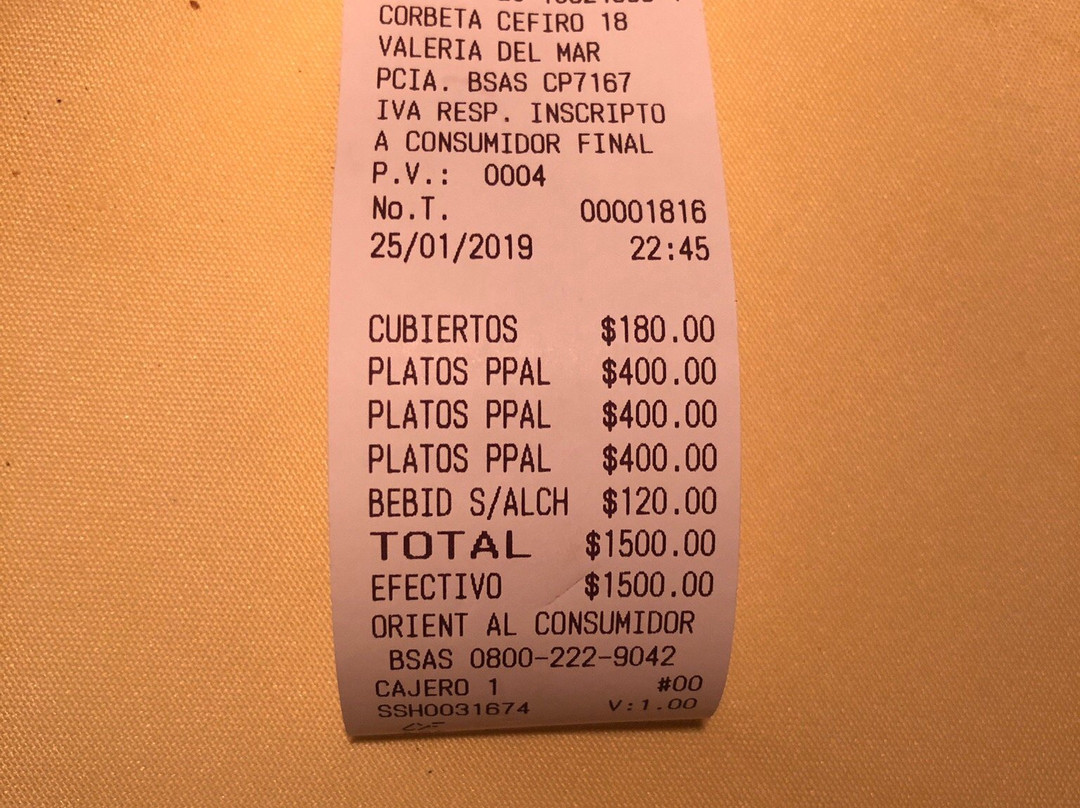 CORBETA CEFIRO 18
VALERIA DEL MAR
PCIA. BSAS CP7167
IVA RESP. INSCRIPTO
A CONSUMIDOR FINAL
P.V.: 0004
No.T. 00001816
25/01/2019 22:45
CUBIERTOS $180.00
PLATOS PPAL $400.00
PLATOS PPAL $400.00
PLATOS PPAL $400.00
BEBID S/ALCH $120.00
TOTAL $1500.00
EFECTIVO $1500.00
ORIENT AL CONSUMIDOR
BSAS 0800-222-9042
CAJERO 1 #00
SSH0031674 V:1.00